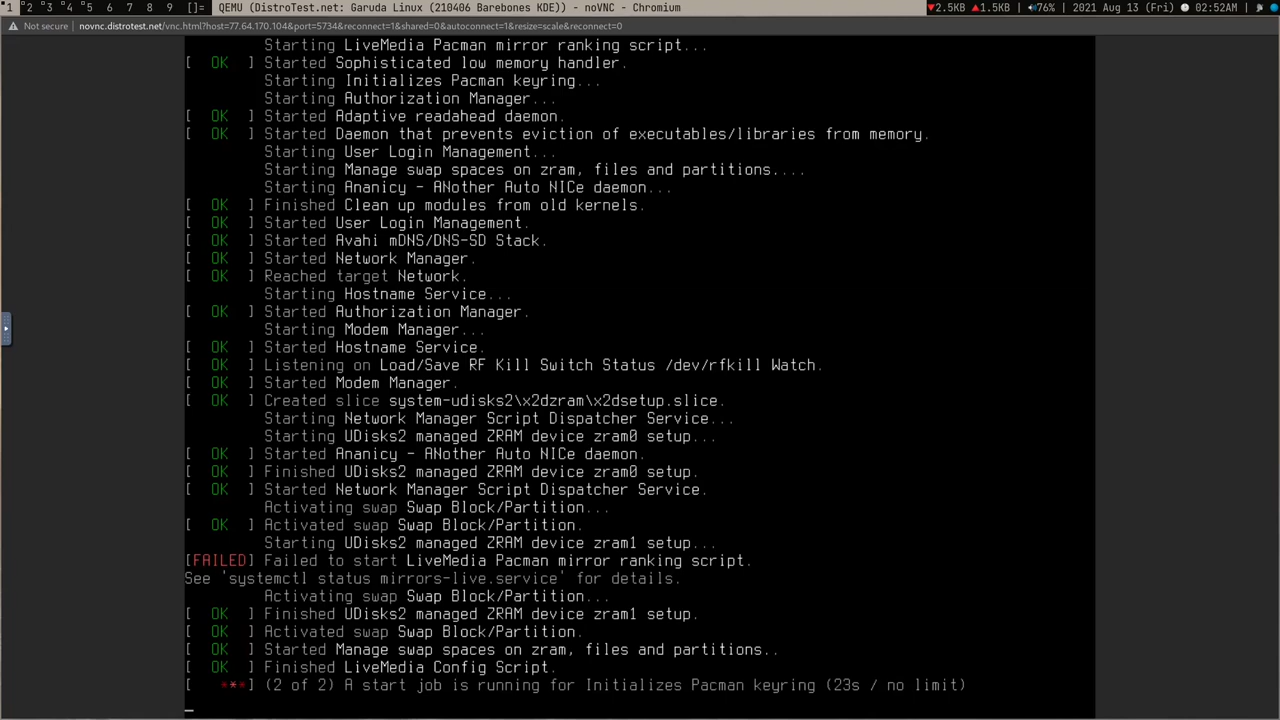 1 2 3 4 5 6 7 8 9 []= QEMU (DistroTest.net: Garuda Linux (210406 Barebones KDE)) - noVNC - Chromium 2.5KB 1.5KB | 76% | 2021 Aug 13 (Fri) 02:52AM
Not secure | novnc.distrotest.net/vnc.html?host=77.64.170.104&port=5734&reconnect=1&shared=0&autoconnect=1&resize=scale&reconnect=0
Starting LiveMedia Pacman mirror ranking script...
[ OK ] Started Sophisticated low memory handler.
Starting Initializes Pacman keyring...
Starting Authorization Manager...
[ OK ] Started Adaptive readahead daemon.
[ OK ] Started Daemon that prevents eviction of executables/libraries from memory.
Starting User Login Management...
Starting Manage swap spaces on zram, files and partitions....
Starting Ananicy - ANother Auto NICe daemon...
[ OK ] Finished Clean up modules from old kernels.
[ OK ] Started User Login Management.
[ OK ] Started Avahi mDNS/DNS-SD Stack.
[ OK ] Started Network Manager.
[ OK ] Reached target Network.
Starting Hostname Service...
[ OK ] Started Authorization Manager.
Starting Modem Manager...
[ OK ] Started Hostname Service.
[ OK ] Listening on Load/Save RF Kill Switch Status /dev/rfkill Watch.
[ OK ] Started Modem Manager.
[ OK ] Created slice system-udisks2\x2dzram\x2dsetup.slice.
Starting Network Manager Script Dispatcher Service...
Starting UDisks2 managed ZRAM device zram0 setup...
[ OK ] Started Ananicy - ANother Auto NICe daemon.
[ OK ] Finished UDisks2 managed ZRAM device zram0 setup.
[ OK ] Started Network Manager Script Dispatcher Service.
Activating swap Swap Block/Partition...
[ OK ] Activated swap Swap Block/Partition.
Starting UDisks2 managed ZRAM device zram1 setup...
[FAILED] Failed to start LiveMedia Pacman mirror ranking script.
See 'systemctl status mirrors-live.service' for details.
Activating swap Swap Block/Partition...
[ OK ] Finished UDisks2 managed ZRAM device zram1 setup.
[ OK ] Activated swap Swap Block/Partition.
[ OK ] Started Manage swap spaces on zram, files and partitions..
[ OK ] Finished LiveMedia Config Script.
[ ***] (2 of 2) A start job is running for Initializes Pacman keyring (23s / no limit)